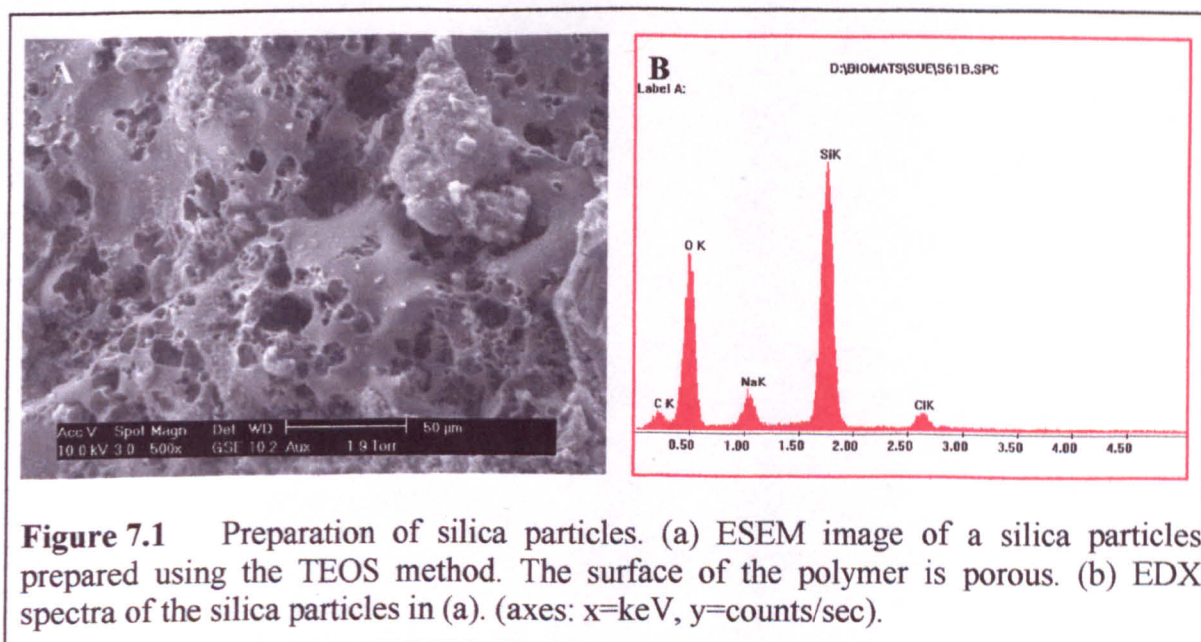 A
Acc V Spot Magn Det WD 50 µm
10.0 kV 3.0 500x GSE 10.2 Aux 1.9 Torr
B
D:\BIOMATS\SUE\S61B.SPC
Label A:
SiK
O K
NaK
C K
ClK
0.50 1.00 1.50 2.00 2.50 3.00 3.50 4.00 4.50
Figure 7.1 Preparation of silica particles. (a) ESEM image of a silica particles
prepared using the TEOS method. The surface of the polymer is porous. (b) EDX
spectra of the silica particles in (a). (axes: x=keV, y=counts/sec).